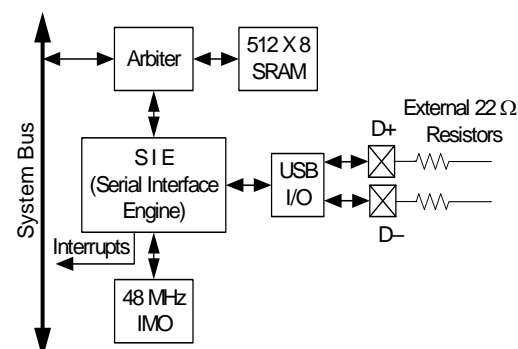 System Bus
Arbiter
512 X 8
SRAM
External 22 Ω
Resistors
D+
S I E
(Serial Interface
Engine)
USB
I/O
D–
Interrupts
48 MHz
IMO